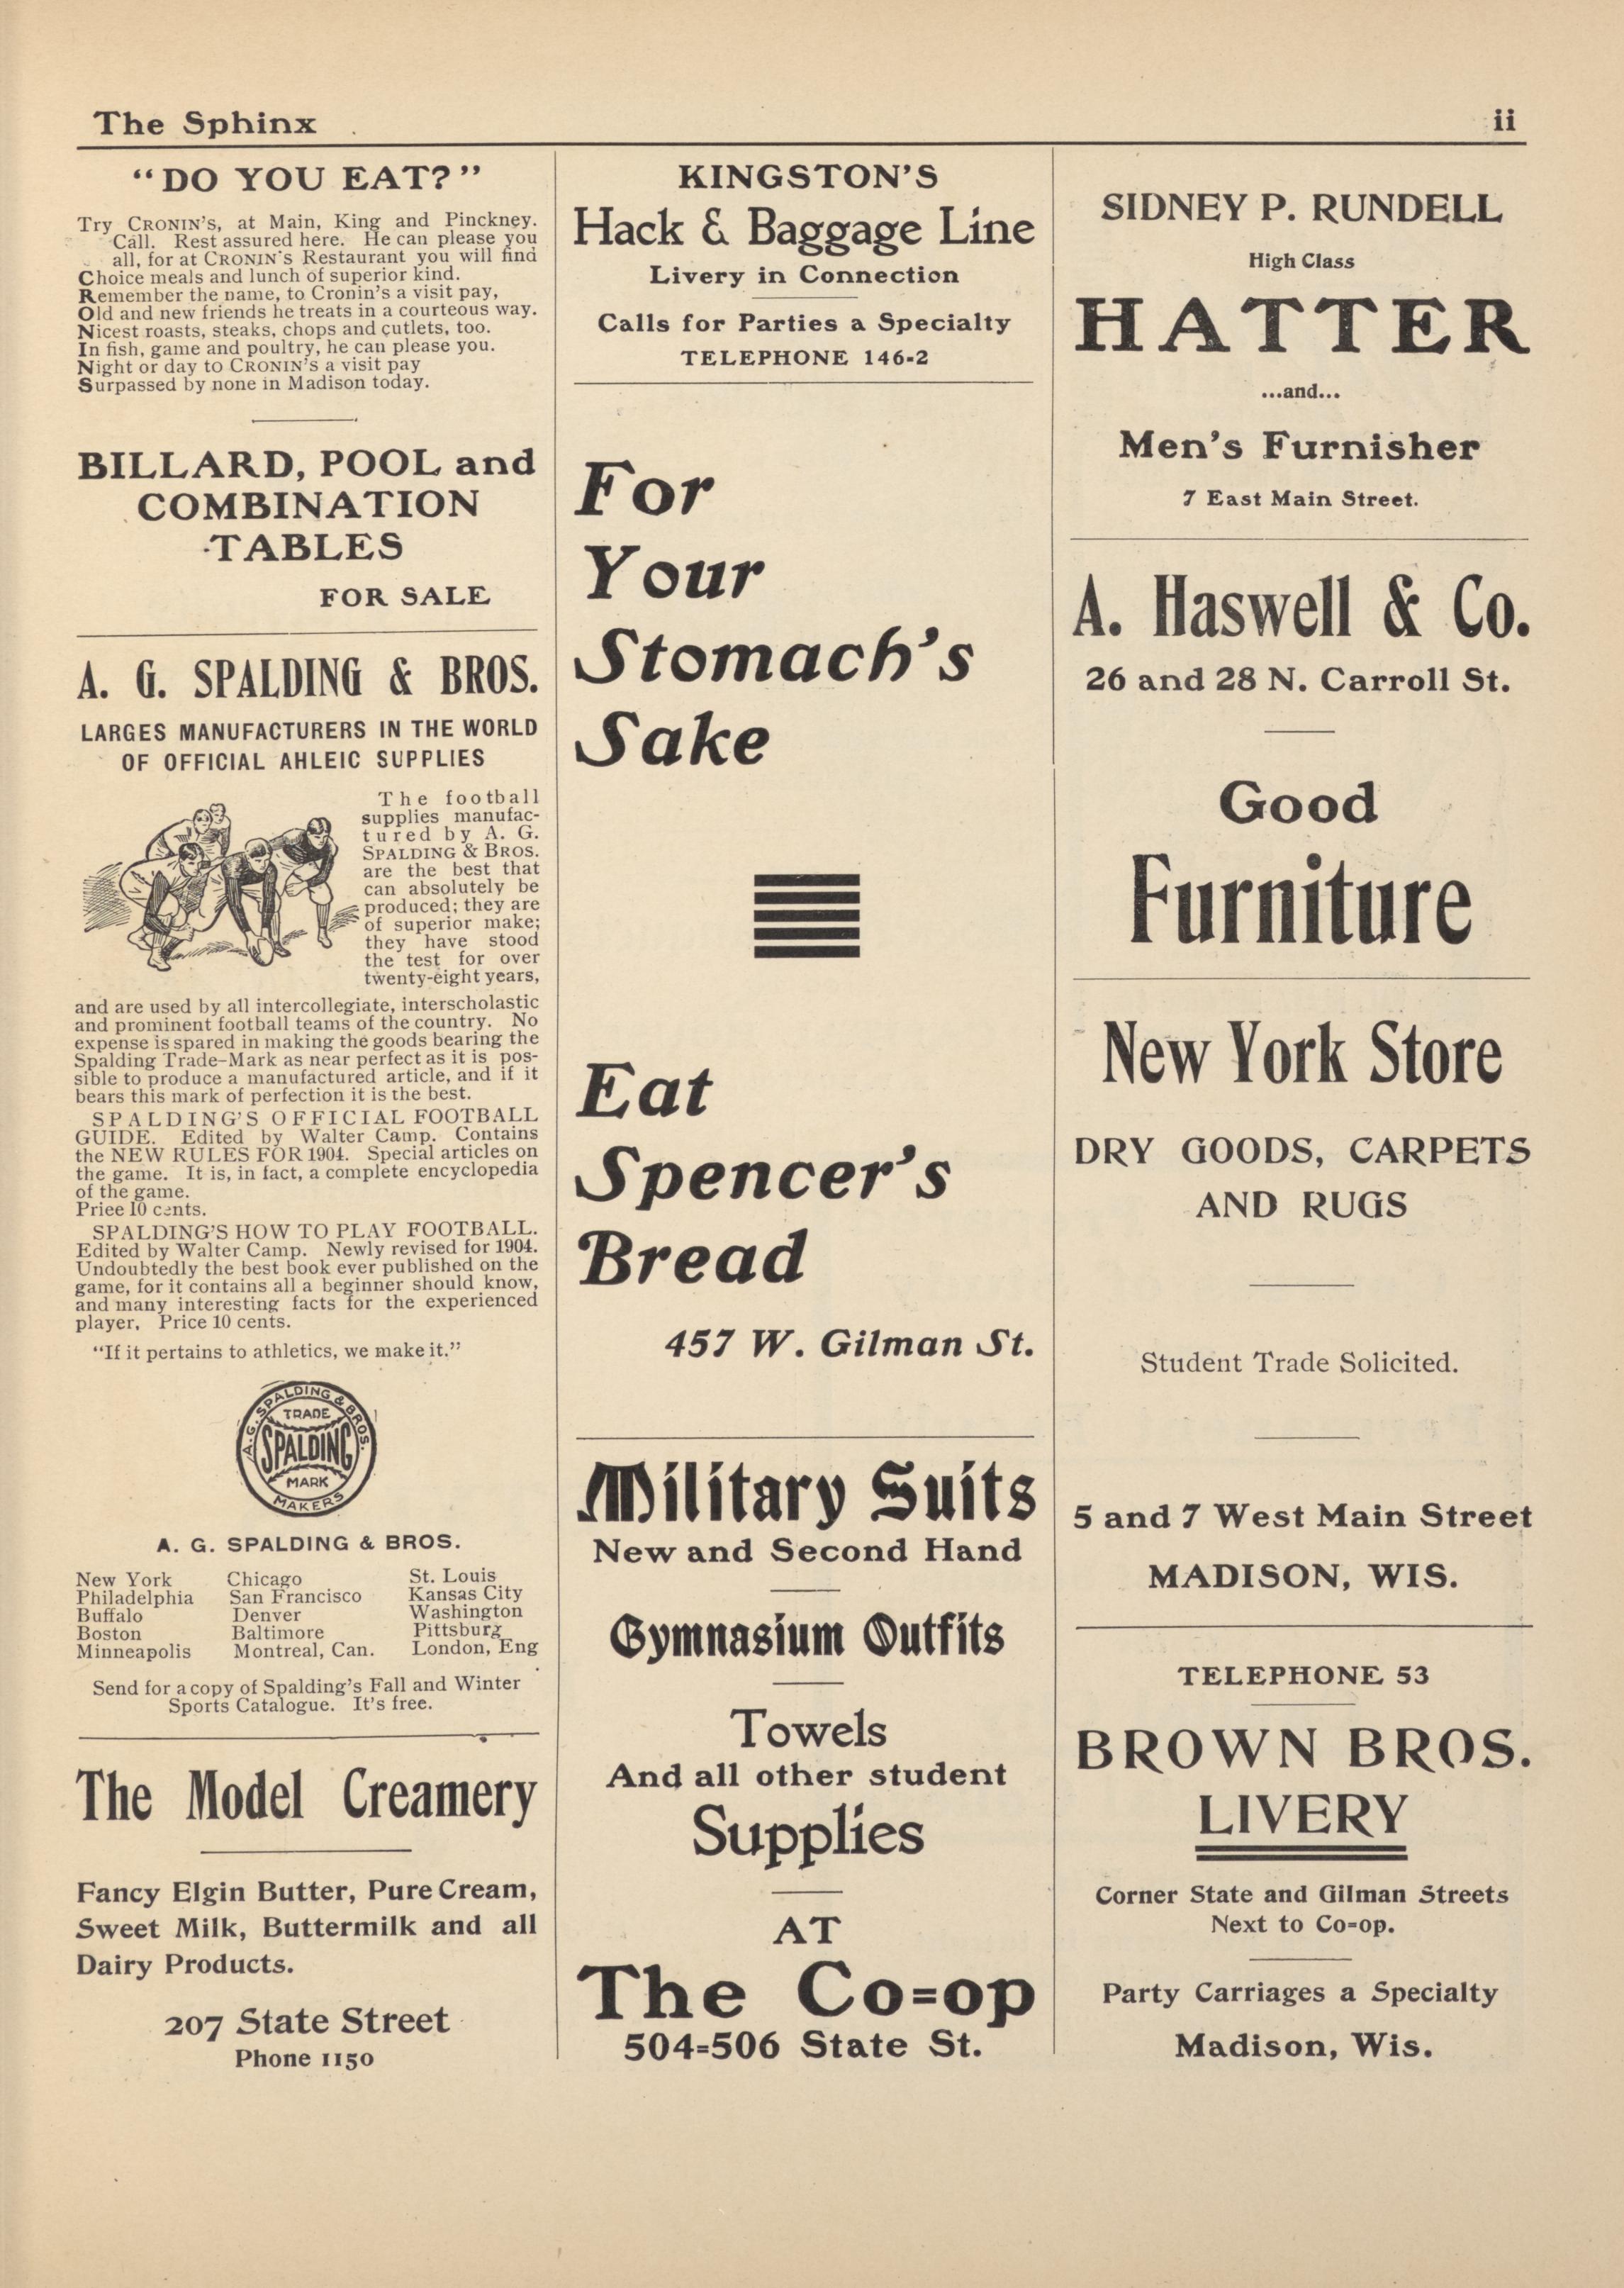 The Sphinx
ii
"DO YOU EAT?"
Try CRONIN'S, at Main, King and Pinckney.
Call. Rest assured here. He can please you
all, for at CRONIN'S Restaurant you will find
Choice meals and lunch of superior kind.
Remember the name, to Cronin's a visit pay,
Old and new friends he treats in a courteous way.
Nicest roasts, steaks, chops and cutlets, too.
In fish, game and poultry, he can please you.
Night or day to CRONIN'S a visit pay
Surpassed by none in Madison today.
BILLARD, POOL and
COMBINATION
TABLES
FOR SALE
A. G. SPALDING & BROS.
LARGES MANUFACTURERS IN THE WORLD
OF OFFICIAL AHLEIC SUPPLIES
The football
supplies manufac-
tured by A. G.
SPALDING & BROS.
are the best that
can absolutely be
produced; they are
of superior make;
they have stood
the test for over
twenty-eight years,
and are used by all intercollegiate, interscholastic
and prominent football teams of the country. No
expense is spared in making the goods bearing the
Spalding Trade-Mark as near perfect as it is pos-
sible to produce a manufactured article, and if it
bears this mark of perfection it is the best.
SPALDING'S OFFICIAL FOOTBALL
GUIDE. Edited by Walter Camp. Contains
the NEW RULES FOR 1904. Special articles on
the game. It is, in fact, a complete encyclopedia
of the game.
Priee 10 cents.
SPALDING'S HOW TO PLAY FOOTBALL.
Edited by Walter Camp. Newly revised for 1904.
Undoubtedly the best book ever published on the
game, for it contains all a beginner should know,
and many interesting facts for the experienced
player. Price 10 cents.
"If it pertains to athletics, we make it."
A.G. SPALDING & BROS.
TRADE
SPALDING
MARK
MAKERS
A. G. SPALDING & BROS.
New York Chicago St. Louis
Philadelphia San Francisco Kansas City
Buffalo Denver Washington
Boston Baltimore Pittsburg
Minneapolis Montreal, Can. London, Eng
Send for a copy of Spalding's Fall and Winter
Sports Catalogue. It's free.
The Model Creamery
Fancy Elgin Butter, Pure Cream,
Sweet Milk, Buttermilk and all
Dairy Products.
207 State Street
Phone 1150
KINGSTON'S
Hack & Baggage Line
Livery in Connection
Calls for Parties a Specialty
TELEPHONE 146-2
For
Your
Stomach's
Sake
Eat
Spencer's
Bread
457 W. Gilman St.
Military Suits
New and Second Hand
Gymnasium Outfits
Towels
And all other student
Supplies
AT
The Co=op
504=506 State St.
SIDNEY P. RUNDELL
High Class
HATTER
...and...
Men's Furnisher
7 East Main Street.
A. Haswell & Co.
26 and 28 N. Carroll St.
Good
Furniture
New York Store
DRY GOODS, CARPETS
AND RUGS
Student Trade Solicited.
5 and 7 West Main Street
MADISON, WIS.
TELEPHONE 53
BROWN BROS.
LIVERY
Corner State and Gilman Streets
Next to Co=op.
Party Carriages a Specialty
Madison, Wis.